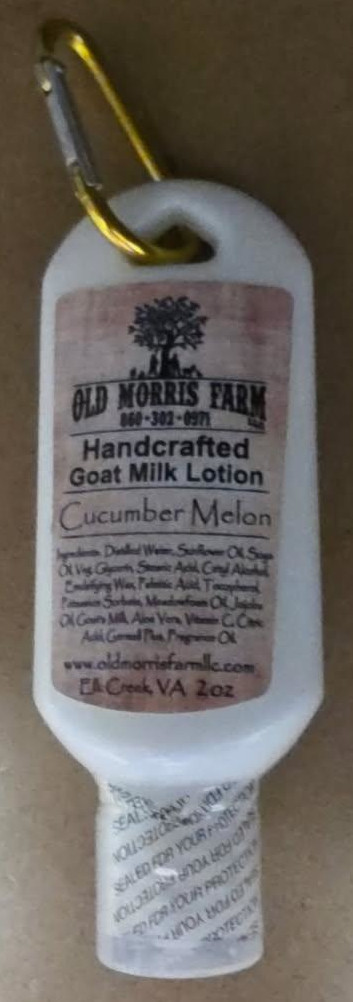 OLD MORRIS FARM
LLC
860-302-0971
Handcrafted
Goat Milk Lotion
Cucumber Melon
Ingredients: Distilled Water, Sunflower Oil, Soya
Oil, Veg. Glycerin, Stearic Acid, Cetyl Alcohol,
Emulsifying Wax, Palmitic Acid, Tocopherol,
Potassium Sorbate, Meadowfoam Oil, Jojoba
Oil, Goat's Milk, Aloe Vera, Vitamin C, Citric
Acid, Plus, Fragrance Oil
www.oldmorrisfarmllc.com
Elk Creek, VA 2 oz
SEALED FOR YOUR PROTECTION
SEALED FOR YOUR PROTECTION